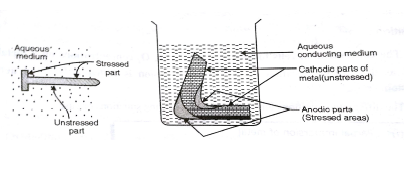 Aqueous
medium
Stressed
part
Unstressed
part
Aqueous
conducting medium
Cathodic parts of
metal(unstressed)
Anodic parts
(Stressed areas)